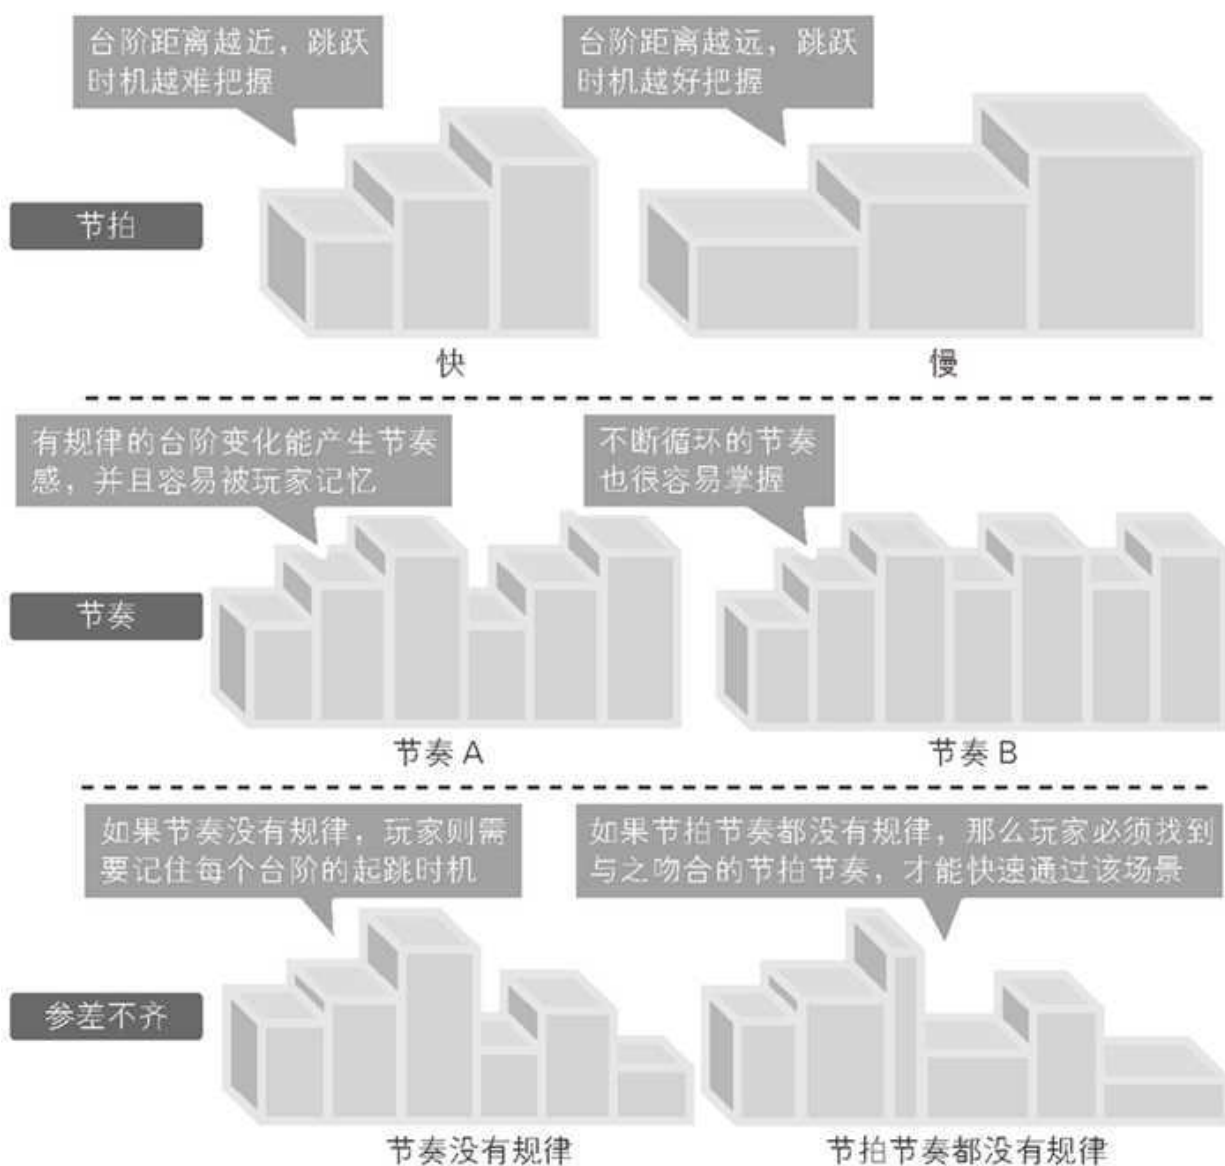 台阶距离越近，跳跃
时机越难把握
台阶距离越远，跳跃
时机越好把握
节拍
快
慢
有规律的台阶变化能产生节奏
感，并且容易被玩家记忆
不断循环的节奏
也很容易掌握
节奏
节奏 A
节奏 B
如果节奏没有规律，玩家则需
要记住每个台阶的起跳时机
如果节拍节奏都没有规律，那么玩家必须找到
与之吻合的节拍节奏，才能快速通过该场景
参差不齐
节奏没有规律
节拍节奏都没有规律